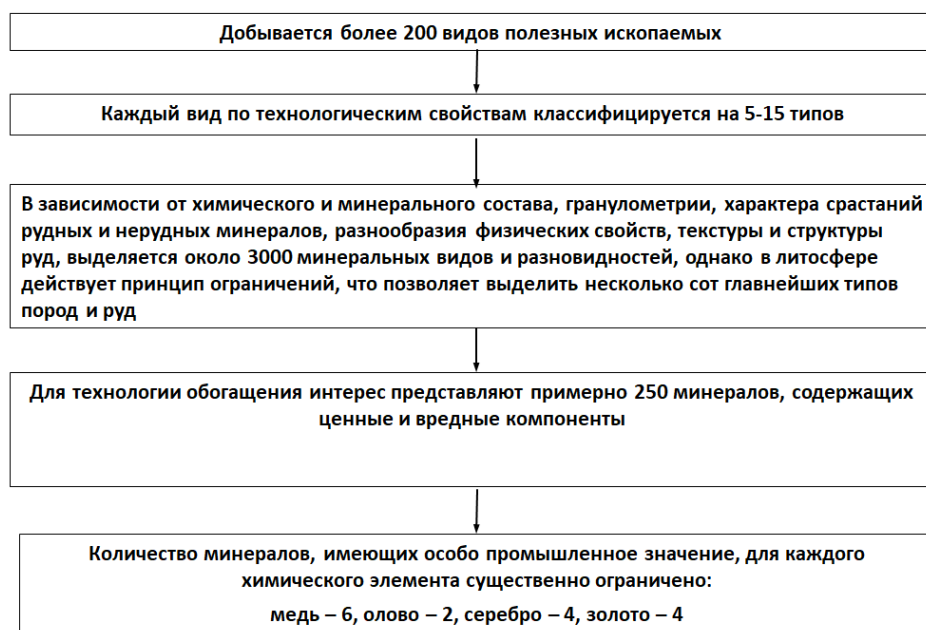 Добывается более 200 видов полезных ископаемых
Каждый вид по технологическим свойствам классифицируется на 5-15 типов
В зависимости от химического и минерального состава, гранулометрии, характера срастаний
рудных и нерудных минералов, разнообразия физических свойств, текстуры и структуры
руд, выделяется около 3000 минеральных видов и разновидностей, однако в литосфере
действует принцип ограничений, что позволяет выделить несколько сот главнейших типов
пород и руд
Для технологии обогащения интерес представляют примерно 250 минералов, содержащих
ценные и вредные компоненты
Количество минералов, имеющих особо промышленное значение, для каждого
химического элемента существенно ограничено:
медь – 6, олово – 2, серебро – 4, золото – 4